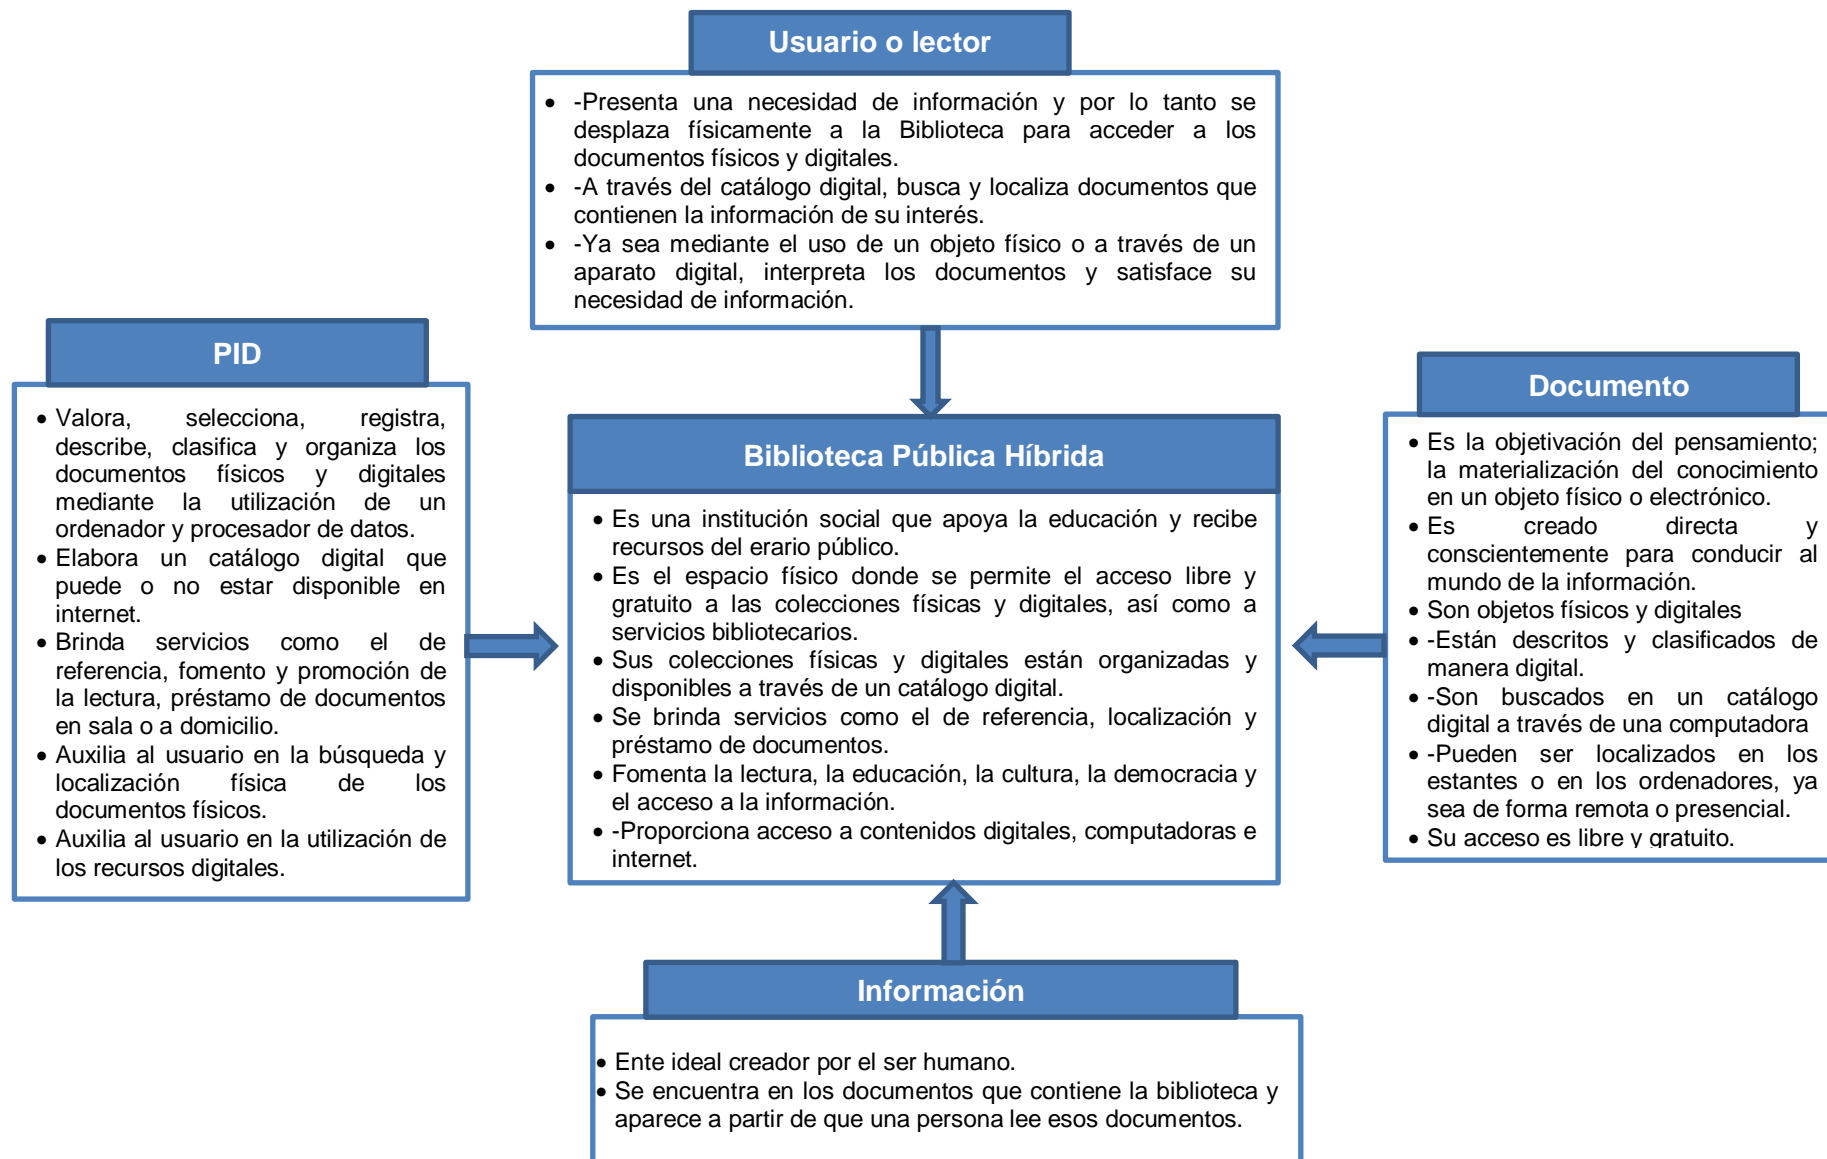 Usuario o lector
• -Presenta una necesidad de información y por lo tanto se
desplaza físicamente a la Biblioteca para acceder a los
documentos físicos y digitales.
• -A través del catálogo digital, busca y localiza documentos que
contienen la información de su interés.
• -Ya sea mediante el uso de un objeto físico o a través de un
aparato digital, interpreta los documentos y satisface su
necesidad de información.
PID
• Valora, selecciona, registra,
describe, clasifica y organiza los
documentos físicos y digitales
mediante la utilización de un
ordenador y procesador de datos.
• Elabora un catálogo digital que
puede o no estar disponible en
internet.
• Brinda servicios como el de
referencia, fomento y promoción de
la lectura, préstamo de documentos
en sala o a domicilio.
• Auxilia al usuario en la búsqueda y
localización física de los
documentos físicos.
• Auxilia al usuario en la utilización de
los recursos digitales.
Biblioteca Pública Híbrida
• Es una institución social que apoya la educación y recibe
recursos del erario público.
• Es el espacio físico donde se permite el acceso libre y
gratuito a las colecciones físicas y digitales, así como a
servicios bibliotecarios.
• Sus colecciones físicas y digitales están organizadas y
disponibles a través de un catálogo digital.
• Se brinda servicios como el de referencia, localización y
préstamo de documentos.
• Fomenta la lectura, la educación, la cultura, la democracia y
el acceso a la información.
• -Proporciona acceso a contenidos digitales, computadoras e
internet.
Documento
• Es la objetivación del pensamiento;
la materialización del conocimiento
en un objeto físico o electrónico.
• Es creado directa y
conscientemente para conducir al
mundo de la información.
• Son objetos físicos y digitales
• -Están descritos y clasificados de
manera digital.
• -Son buscados en un catálogo
digital a través de una computadora
• -Pueden ser localizados en los
estantes o en los ordenadores, ya
sea de forma remota o presencial.
• Su acceso es libre y gratuito.
Información
• Ente ideal creador por el ser humano.
• Se encuentra en los documentos que contiene la biblioteca y
aparece a partir de que una persona lee esos documentos.